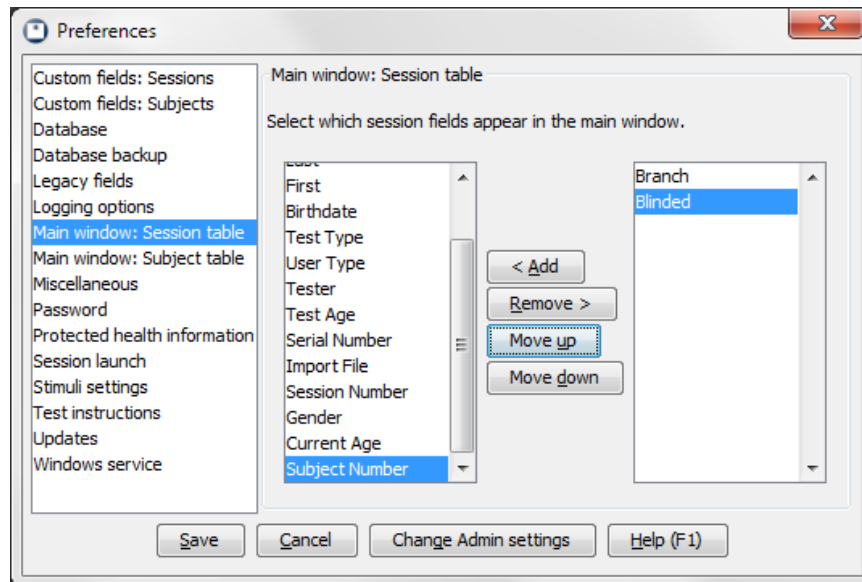 Preferences
Custom fields: Sessions
Custom fields: Subjects
Database
Database backup
Legacy fields
Logging options
Main window: Session table
Main window: Subject table
Miscellaneous
Password
Protected health information
Session launch
Stimuli settings
Test instructions
Updates
Windows service
Main window: Session table
Select which session fields appear in the main window.
First
Birthdate
Test Type
User Type
Tester
Test Age
Serial Number
Import File
Session Number
Gender
Current Age
Subject Number
< Add
Remove >
Move up
Move down
Branch
Blinded
Save
Cancel
Change Admin settings
Help (F1)